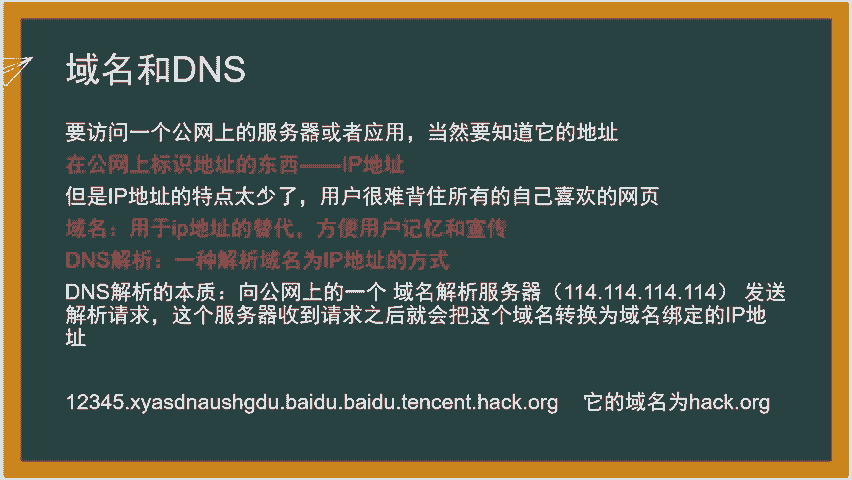 域名和DNS
要访问一个公网上的服务器或者应用，当然要知道它的地址
在公网上标识地址的东西——IP地址
但是IP地址的特点太少了，用户很难背住所有的自己喜欢的网页
域名：用于ip地址的替代，方便用户记忆和宣传
DNS解析：一种解析域名为IP地址的方式
DNS解析的本质：向公网上的一个 域名解析服务器（114.114.114.114） 发送
解析请求，这个服务器收到请求之后就会把这个域名转换为域名绑定的IP地
址
12345.xyasdnaushgdu.baidu.baidu.tencent.hack.org 它的域名为hack.org